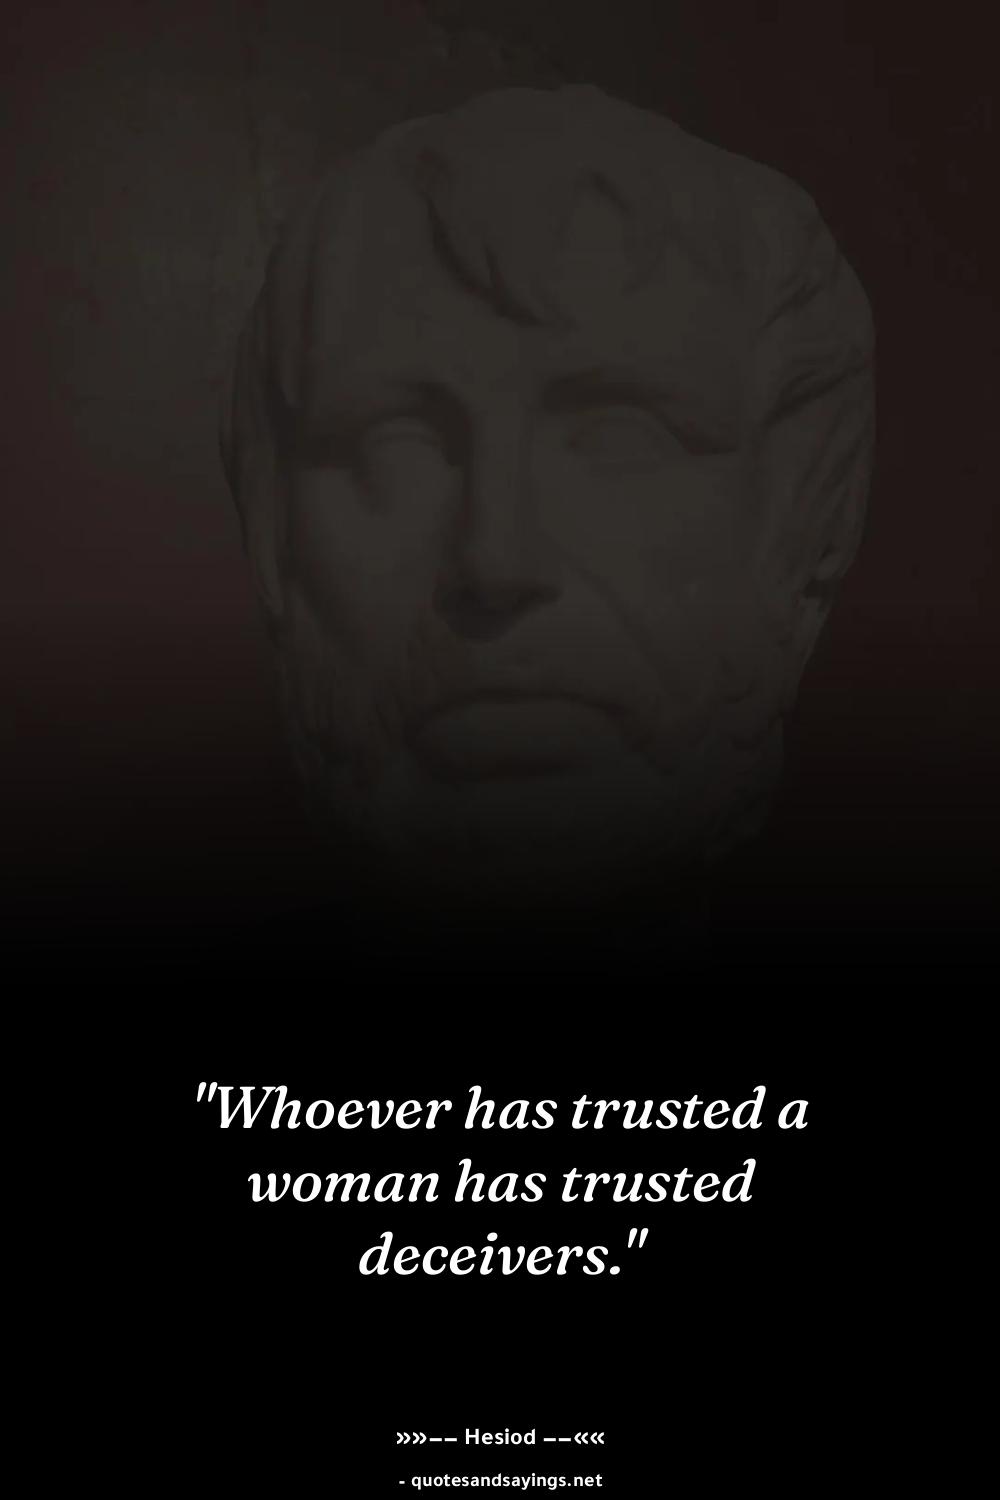 "Whoever has trusted a
woman has trusted
deceivers."
»»–– Hesiod ––««
- quotesandsayings.net